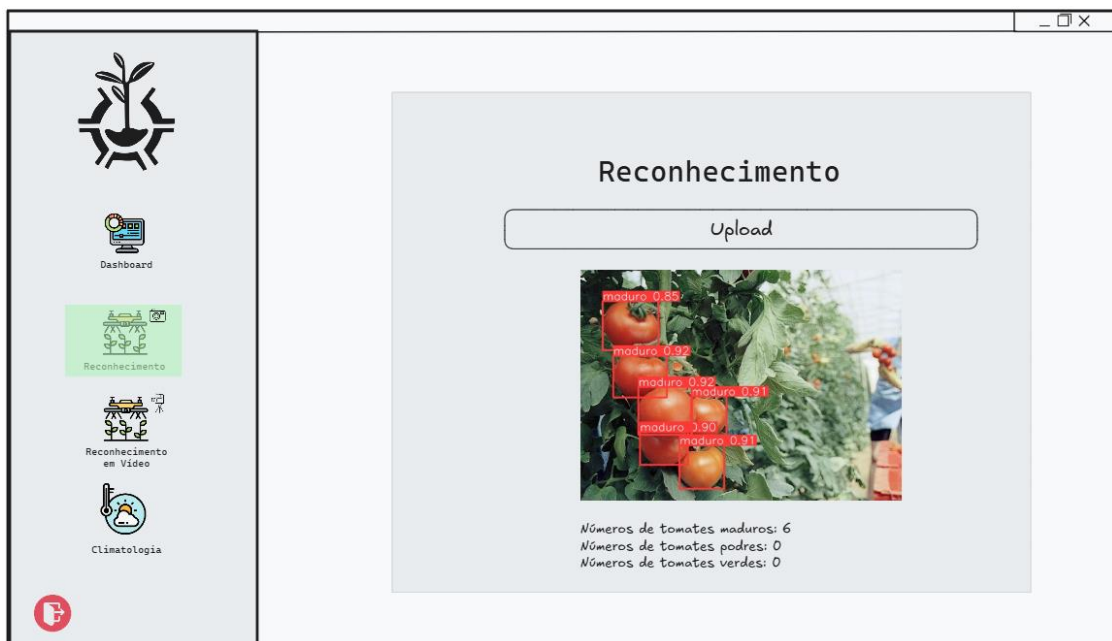 Dashboard
Reconhecimento
Reconhecimento
em Vídeo
Climatologia
Reconhecimento
Upload
maduro 0.85
maduro 0.92
maduro 0.92
maduro 0.91
maduro 0.90
maduro 0.91
Números de tomates maduros: 6
Números de tomates podres: 0
Números de tomates verdes: 0